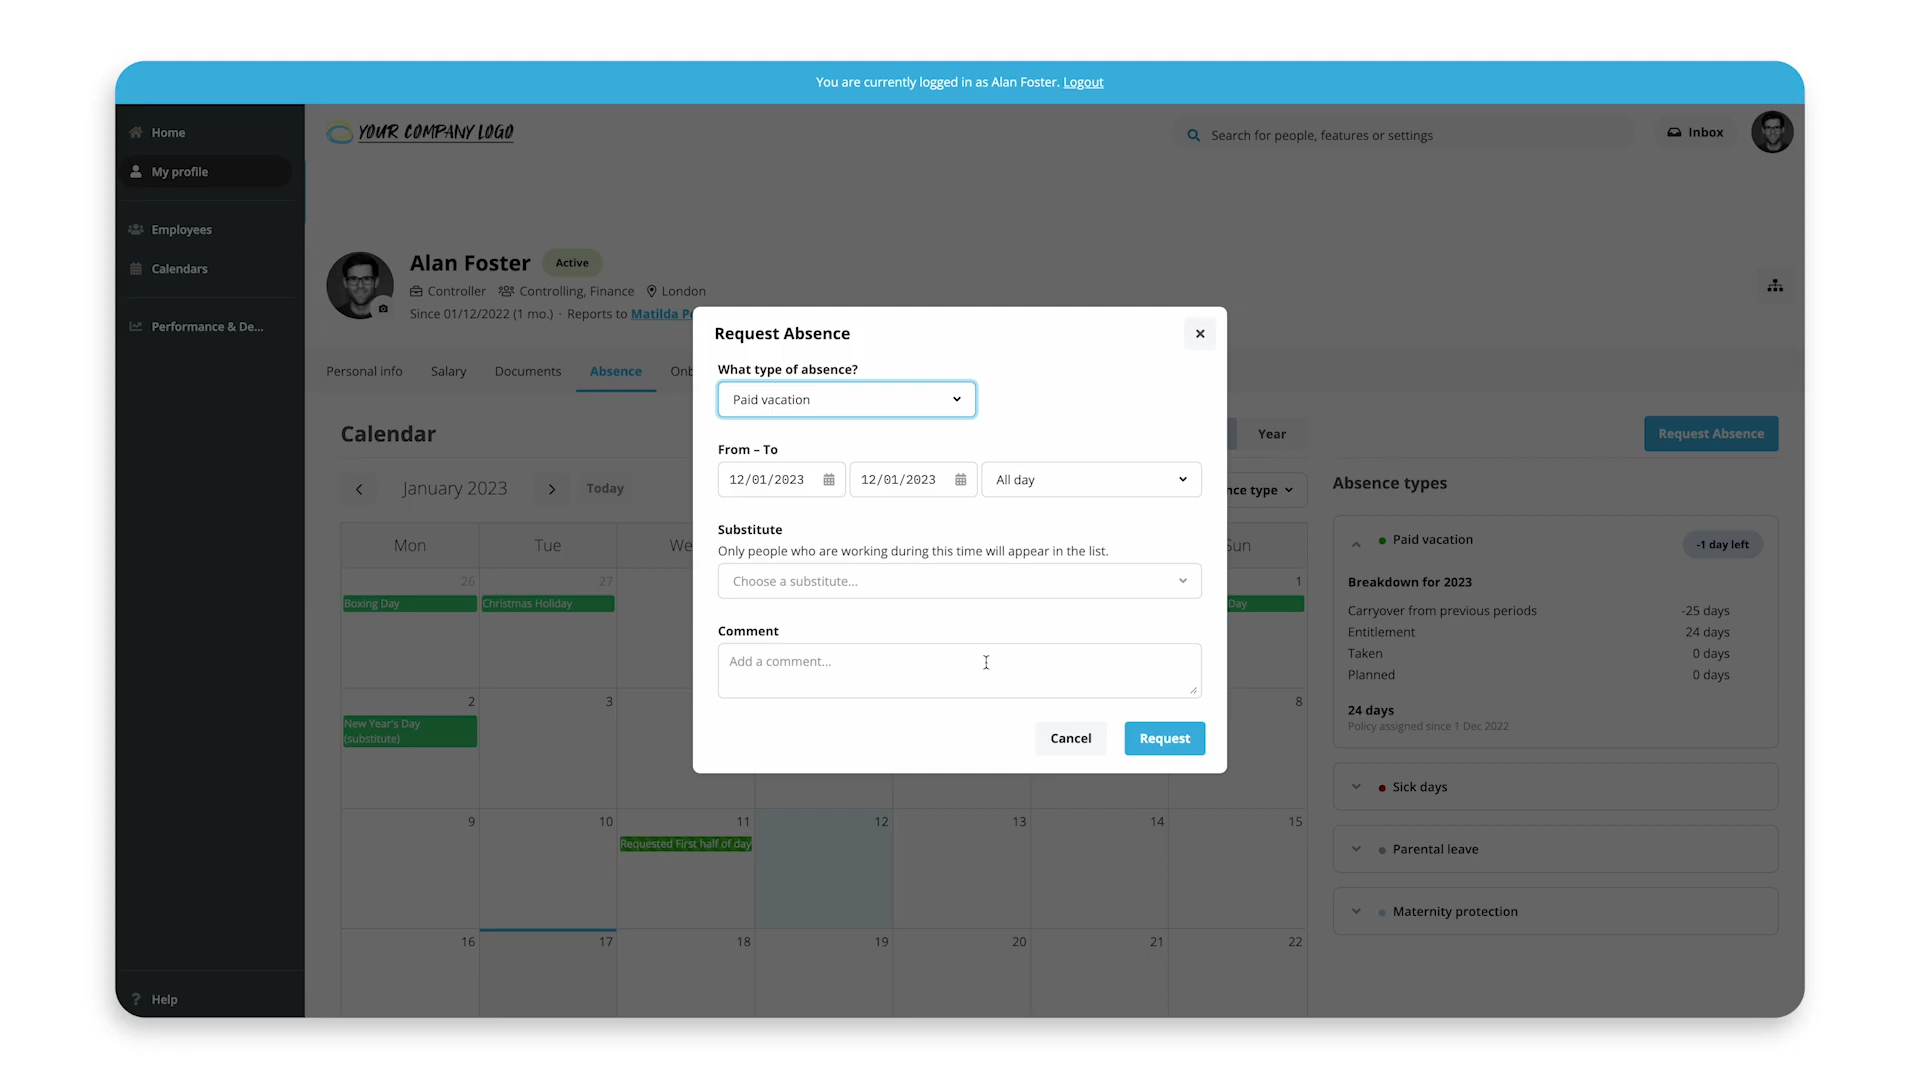 You are currently logged in as Alan Foster. Logout
Home
My profile
Employees
Calendars
Performance & De...
Help
YOUR COMPANY LOGO
Search for people, features or settings
Inbox
Alan Foster
Active
Controller
Controlling, Finance
London
Since 01/12/2022 (1 mo.) · Reports to Matilda P
Personal info
Salary
Documents
Absence
Onb
Calendar
Year
Request Absence
January 2023
Today
nce type
Mon
Tue
We
Sun
26
27
1
Boxing Day
Christmas Holiday
Day
2
3
8
New Year's Day
(substitute)
9
10
11
12
13
14
15
Requested First half of day
16
17
18
19
20
21
22
Request Absence
What type of absence?
Paid vacation
From – To
12/01/2023
12/01/2023
All day
Substitute
Only people who are working during this time will appear in the list.
Choose a substitute...
Comment
Add a comment...
Cancel
Request
Absence types
Paid vacation
-1 day left
Breakdown for 2023
Carryover from previous periods
-25 days
Entitlement
24 days
Taken
0 days
Planned
0 days
24 days
Policy assigned since 1 Dec 2022
Sick days
Parental leave
Maternity protection